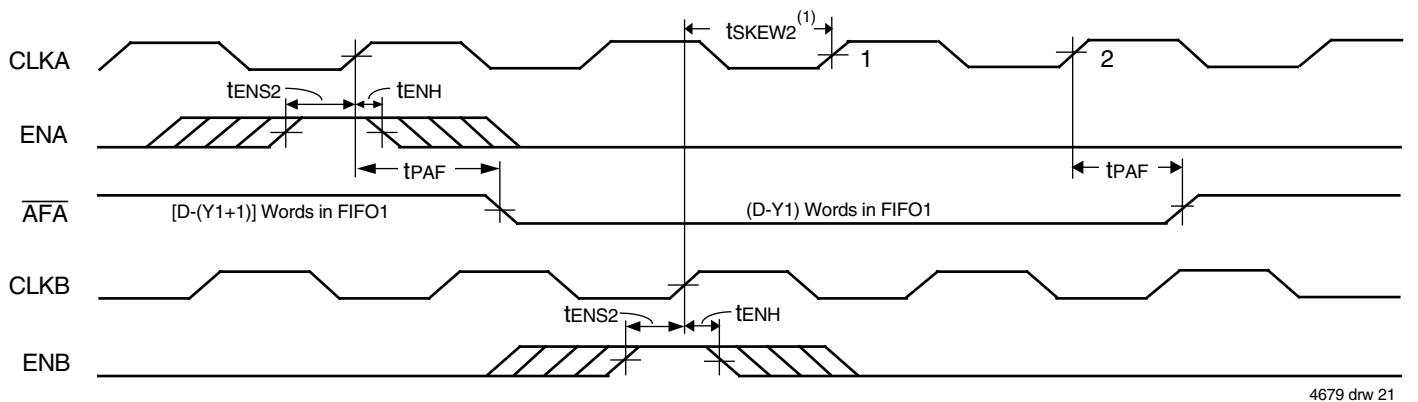 tSKEW2(1)
CLKA
1
2
tENS2
tENH
ENA
tPAF
tPAF
AFA
[D-(Y1+1)] Words in FIFO1
(D-Y1) Words in FIFO1
CLKB
tENS2
tENH
ENB
4679 drw 21